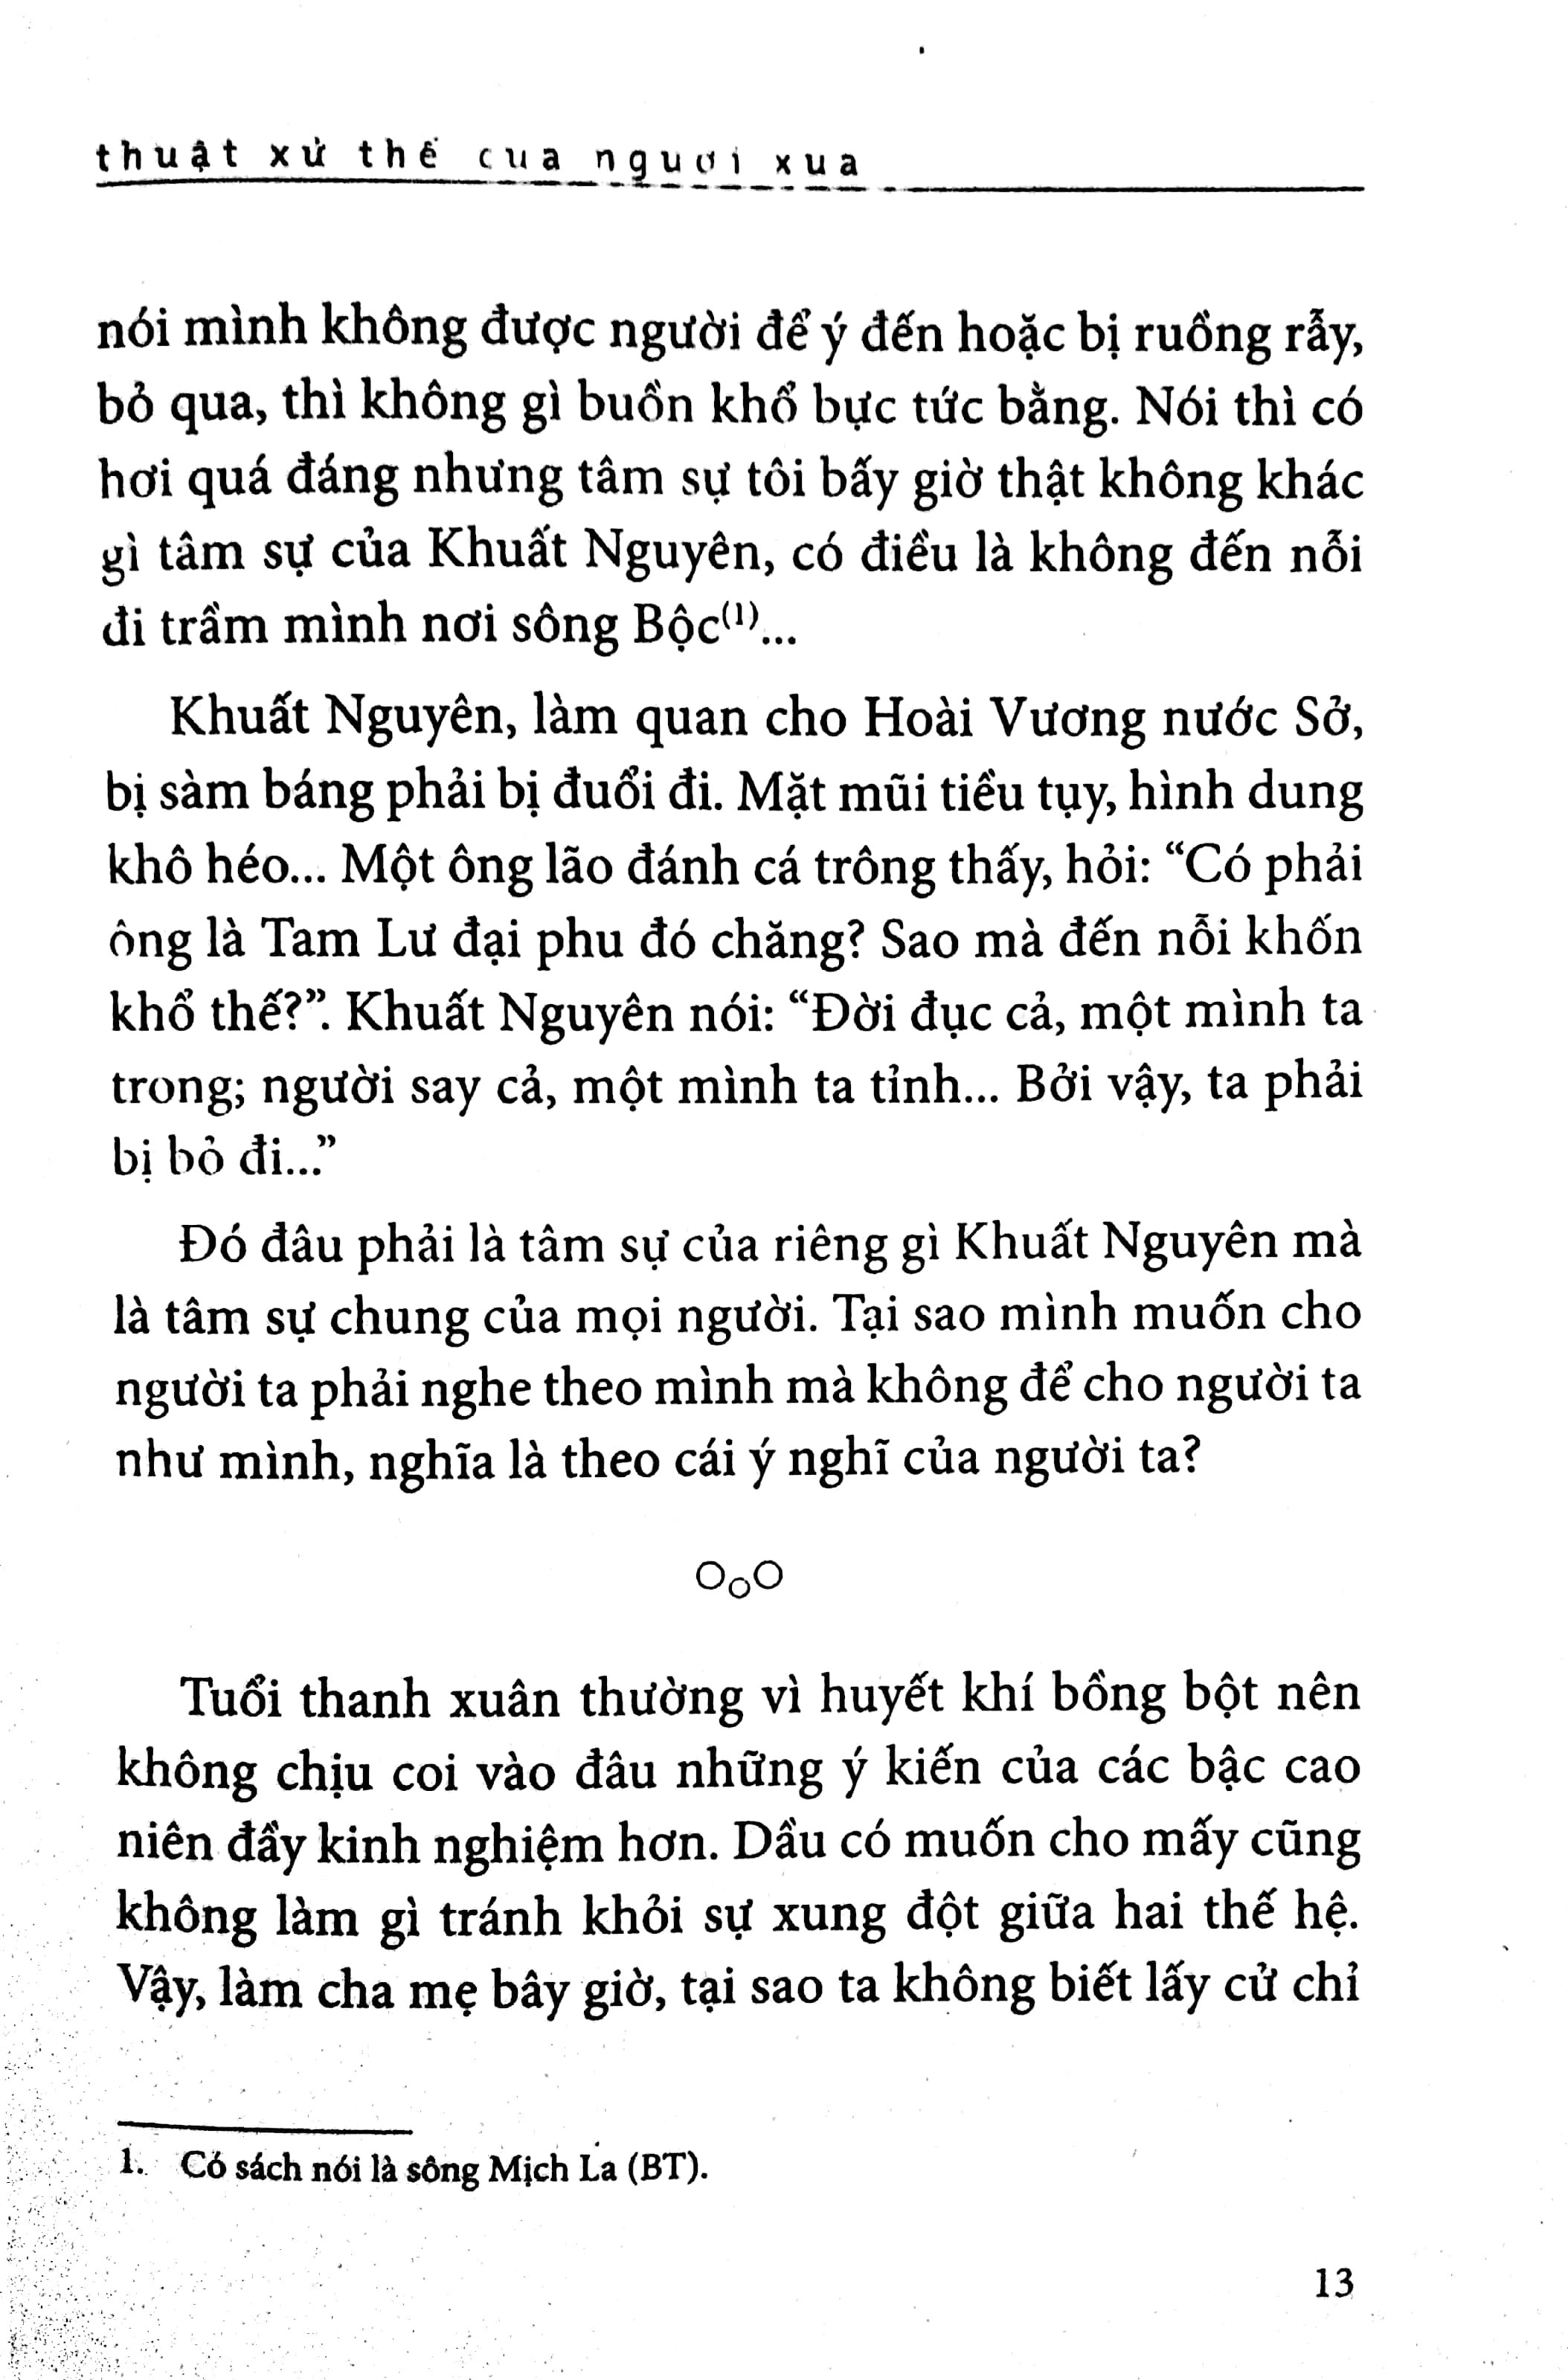 thuật xử thế của người xưa
nói mình không được người để ý đến hoặc bị ruồng rẫy,
bỏ qua, thì không gì buồn khổ bực tức bằng. Nói thì có
hơi quá đáng nhưng tâm sự tôi bấy giờ thật không khác
gì tâm sự của Khuất Nguyên, có điều là không đến nỗi
đi trầm mình nơi sông Bộc(1)...
Khuất Nguyên, làm quan cho Hoài Vương nước Sở,
bị sàm báng phải bị đuổi đi. Mặt mũi tiều tụy, hình dung
khô héo... Một ông lão đánh cá trông thấy, hỏi: “Có phải
ông là Tam Lư đại phu đó chăng? Sao mà đến nỗi khốn
khổ thế?”. Khuất Nguyên nói: “Đời đục cả, một mình ta
trong; người say cả, một mình ta tỉnh... Bởi vậy, ta phải
bị bỏ đi...”
Đó đâu phải là tâm sự của riêng gì Khuất Nguyên mà
là tâm sự chung của mọi người. Tại sao mình muốn cho
người ta phải nghe theo mình mà không để cho người ta
như mình, nghĩa là theo cái ý nghĩ của người ta?
Tuổi thanh xuân thường vì huyết khí bồng bột nên
không chịu coi vào đâu những ý kiến của các bậc cao
niên đầy kinh nghiệm hơn. Dầu có muốn cho mấy cũng
không làm gì tránh khỏi sự xung đột giữa hai thế hệ.
Vậy, làm cha mẹ bây giờ, tại sao ta không biết lấy cử chỉ
1. Có sách nói là sông Mịch La (BT).
13